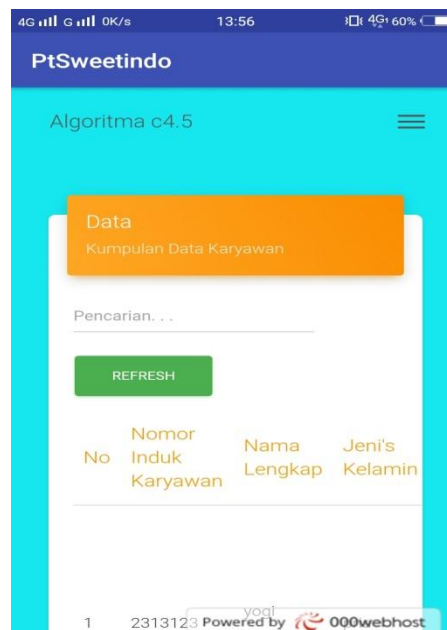 4G G 0K/s 13:56 4G 60%
PtSweetindo
Algoritma c4.5
Data
Kumpulan Data Karyawan
Pencarian. . .
REFRESH
No Nomor Induk Karyawan Nama Lengkap Jeni's Kelamin
1 2313123 yogi
Powered by 000webhost